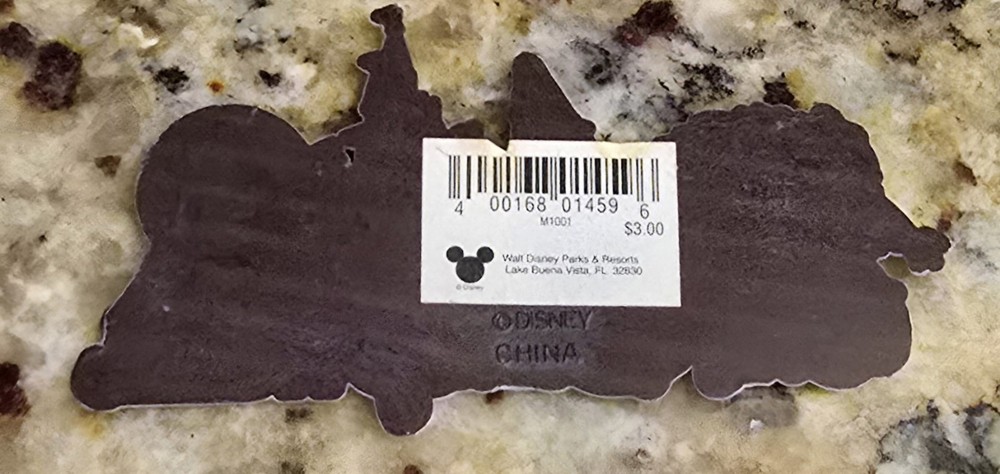 4 00168 01459 6
M1001
$3.00
Walt Disney Parks & Resorts
Lake Buena Vista, FL 32830
© Disney
© DISNEY
CHINA